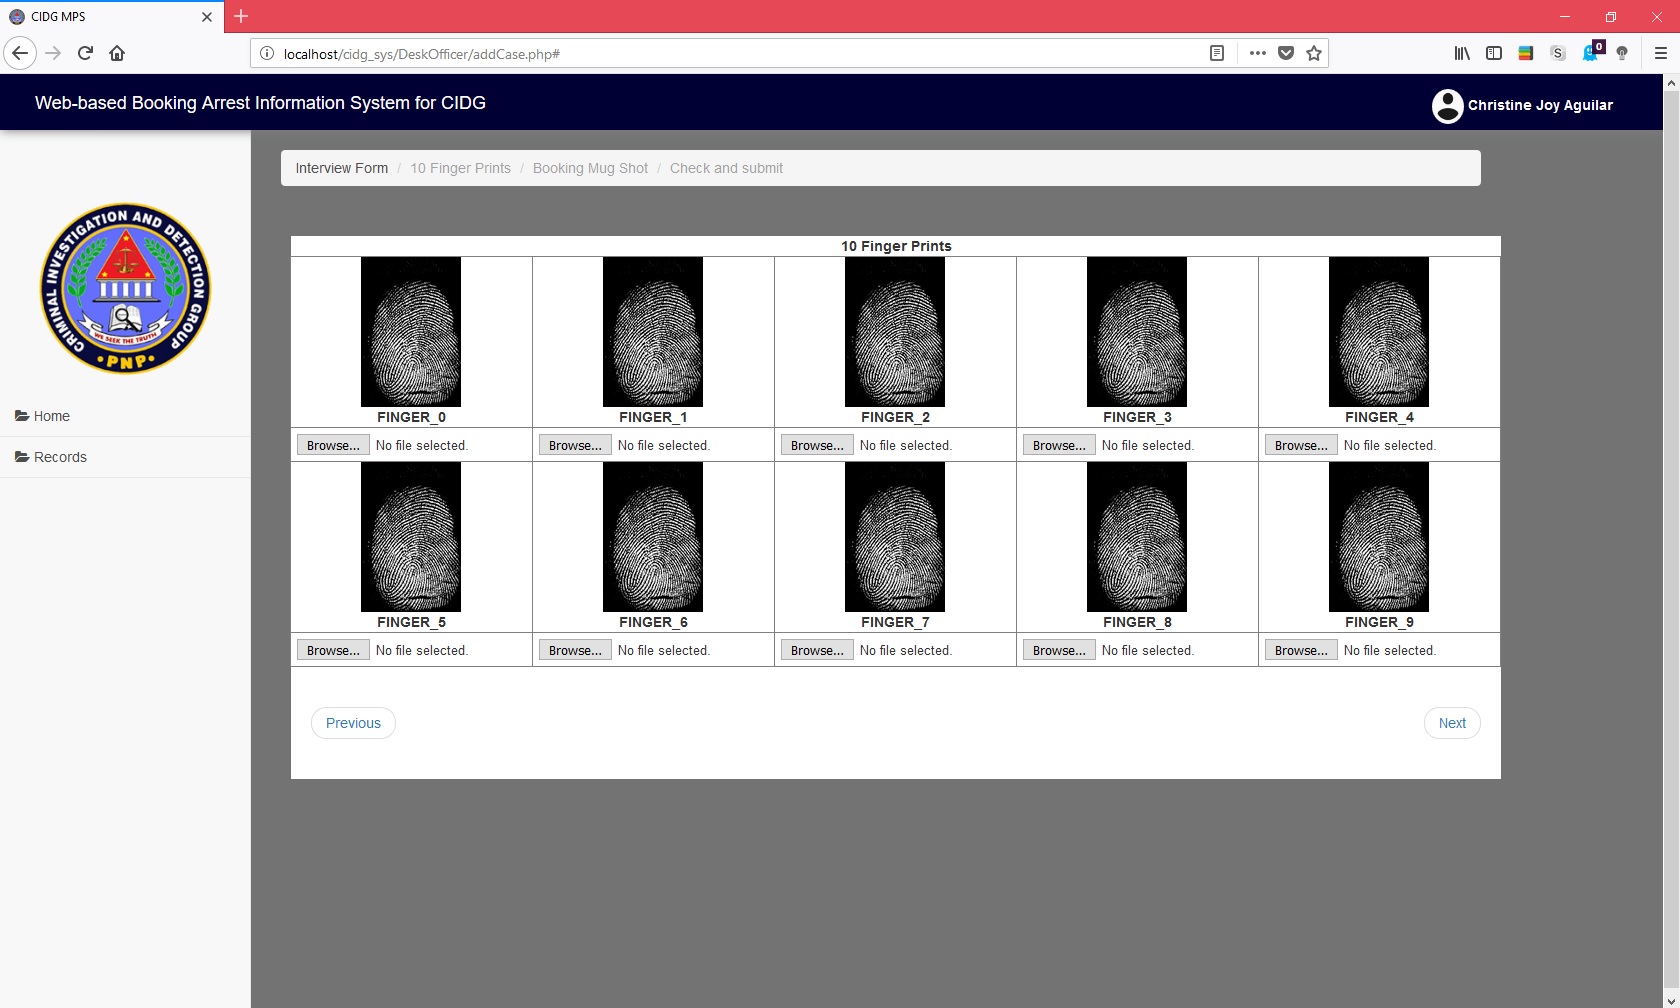 CIDG MPS
localhost/cidg_sys/DeskOfficer/addCase.php#
S
0
Web-based Booking Arrest Information System for CIDG
Christine Joy Aguilar
Interview Form / 10 Finger Prints / Booking Mug Shot / Check and submit
CRIMINAL INVESTIGATION AND DETECTION GROUP
WE SEEK THE TRUTH
PNP
Home
Records
10 Finger Prints
FINGER_0 FINGER_1 FINGER_2 FINGER_3 FINGER_4
Browse... No file selected. Browse... No file selected. Browse... No file selected. Browse... No file selected. Browse... No file selected.
FINGER_5 FINGER_6 FINGER_7 FINGER_8 FINGER_9
Browse... No file selected. Browse... No file selected. Browse... No file selected. Browse... No file selected. Browse... No file selected.
Previous Next